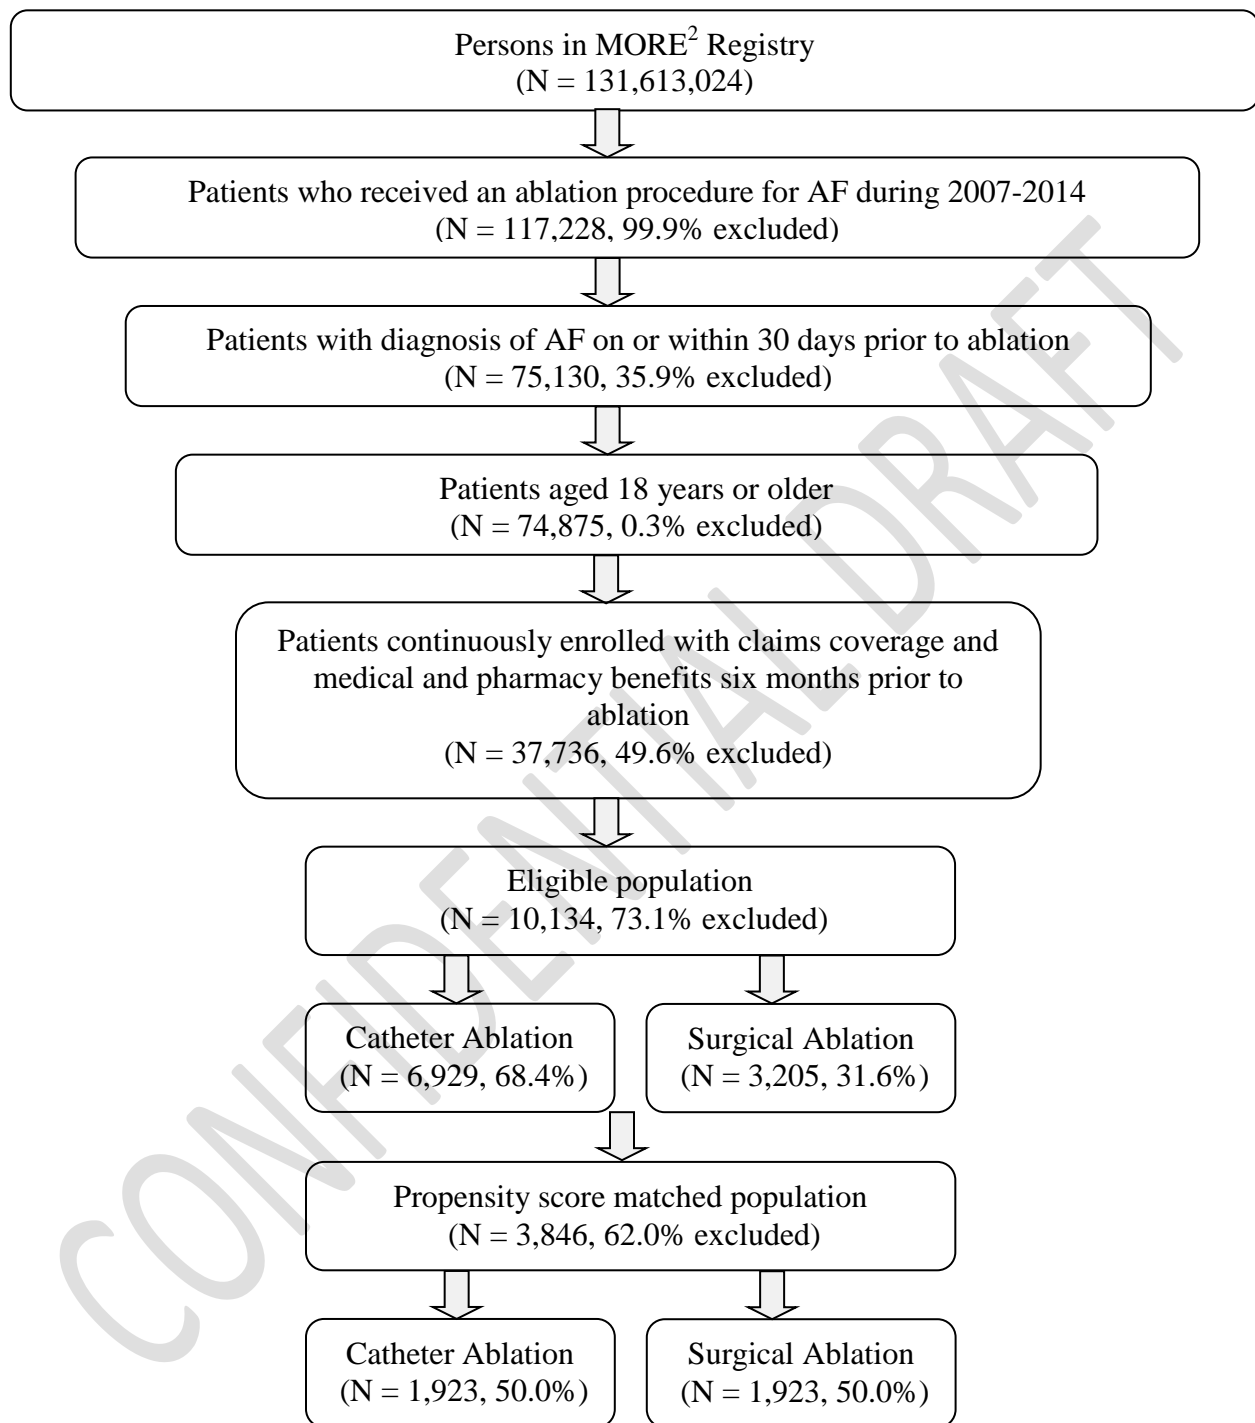 Persons in MORE² Registry
(N = 131,613,024)
Patients who received an ablation procedure for AF during 2007-2014
(N = 117,228, 99.9% excluded)
Patients with diagnosis of AF on or within 30 days prior to ablation
(N = 75,130, 35.9% excluded)
Patients aged 18 years or older
(N = 74,875, 0.3% excluded)
Patients continuously enrolled with claims coverage and
medical and pharmacy benefits six months prior to
ablation
(N = 37,736, 49.6% excluded)
Eligible population
(N = 10,134, 73.1% excluded)
Catheter Ablation
(N = 6,929, 68.4%)
Surgical Ablation
(N = 3,205, 31.6%)
Propensity score matched population
(N = 3,846, 62.0% excluded)
Catheter Ablation
(N = 1,923, 50.0%)
Surgical Ablation
(N = 1,923, 50.0%)
CONFIDENTIAL DRAFT